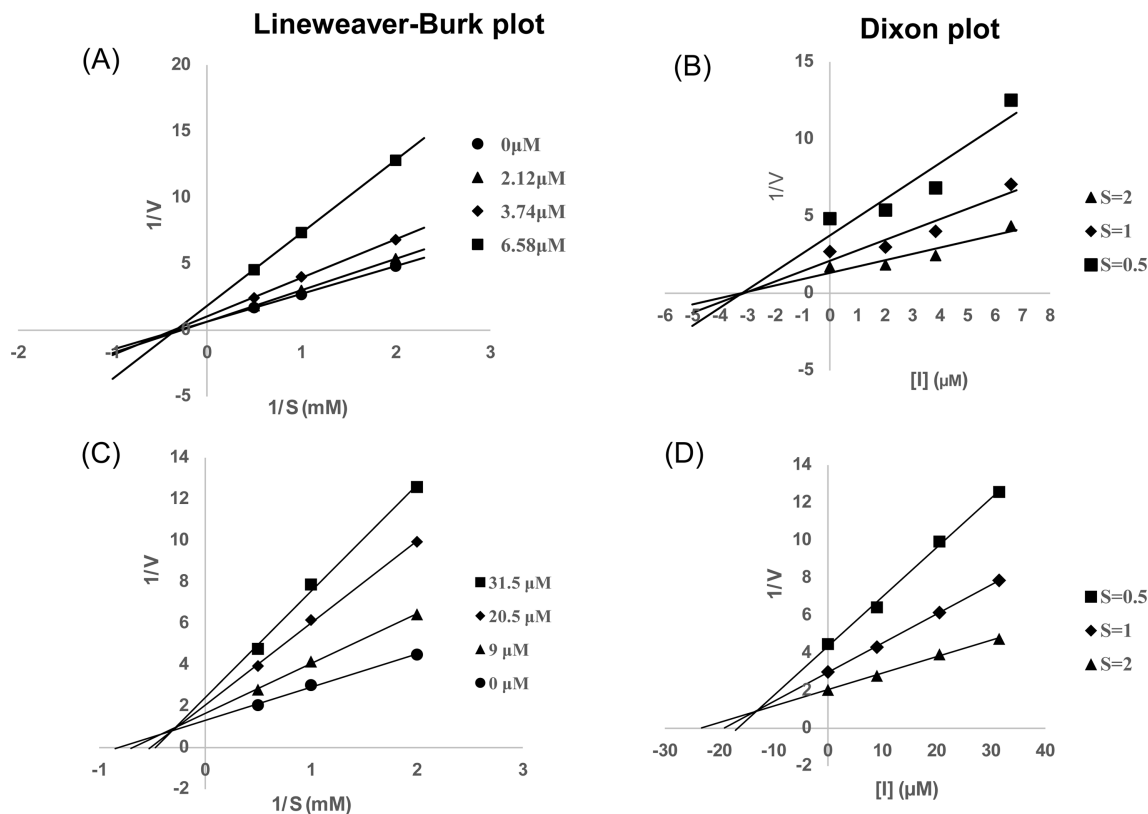 Lineweaver-Burk plot
Dixon plot
(A)
20
15
10
5
0
-5
-2
-1
0
1
2
3
1/V
1/S (mM)
0μM
2.12μM
3.74μM
6.58μM
(B)
15
10
5
0
-5
-6
-5
-4
-3
-2
-1
0
1
2
3
4
5
6
7
8
1/V
[I] (μM)
S=2
S=1
S=0.5
(C)
14
12
10
8
6
4
2
0
-2
-1
0
1
2
3
1/V
1/S (mM)
31.5 μM
20.5 μM
9 μM
0 μM
(D)
14
12
10
8
6
4
2
0
-2
-30
-20
-10
0
10
20
30
40
1/V
[I] (μM)
S=0.5
S=1
S=2